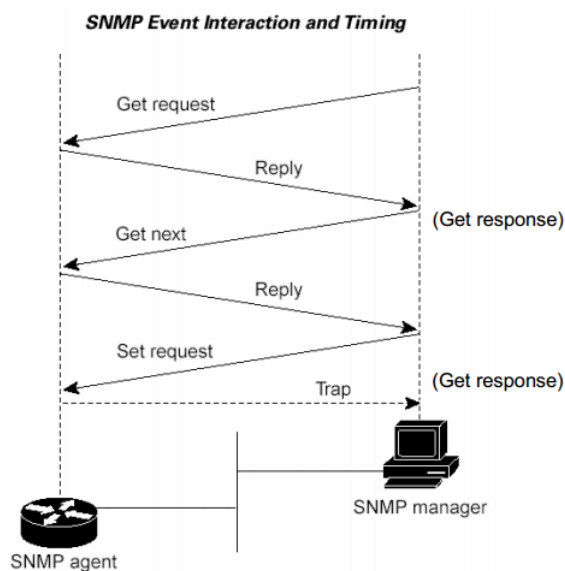 SNMP Event Interaction and Timing
Get request
Reply
(Get response)
Get next
Reply
Set request
(Get response)
Trap
SNMP manager
SNMP agent